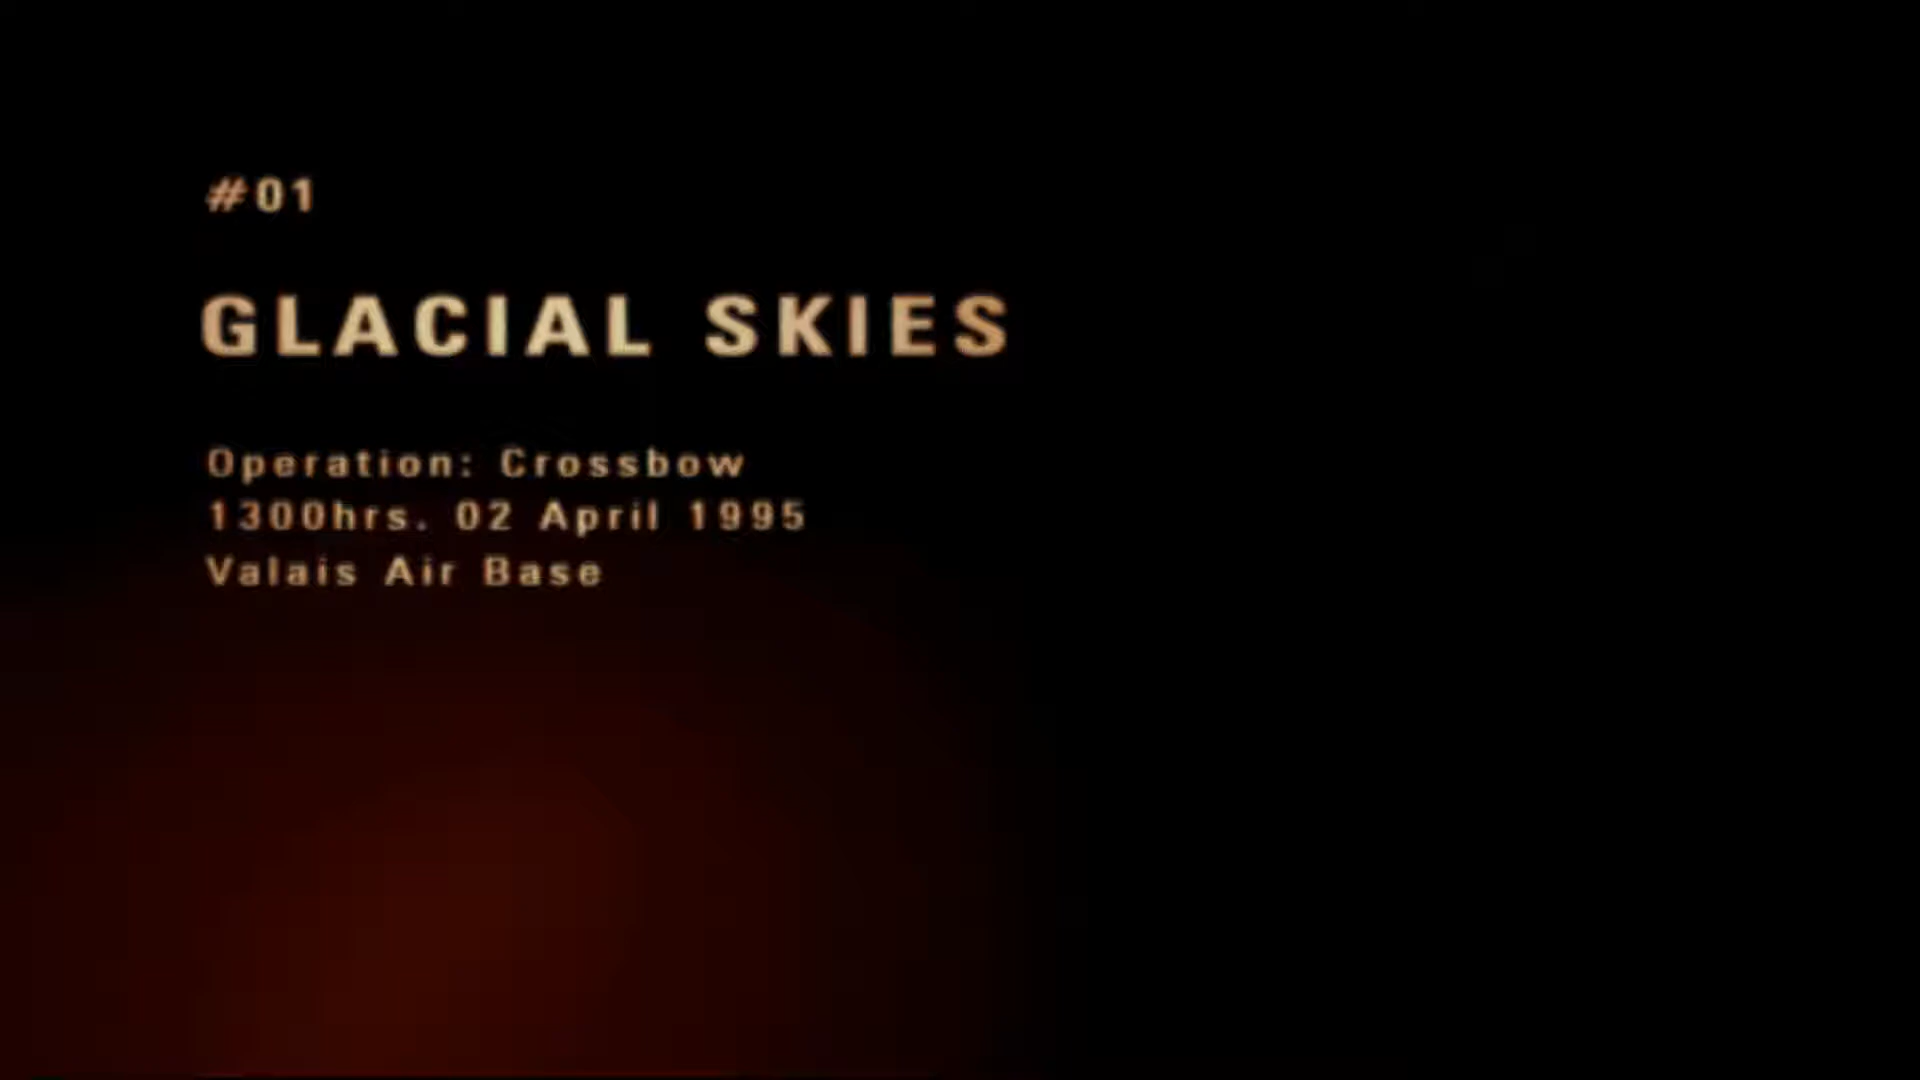 #01
GLACIAL SKIES
Operation: Crossbow
1300hrs. 02 April 1995
Valais Air Base